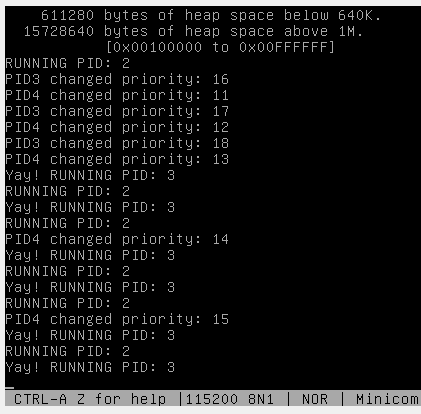 611280 bytes of heap space below 640K.
15728640 bytes of heap space above 1M.
[0x00100000 to 0x00FFFFFF]
RUNNING PID: 2
PID3 changed priority: 16
PID4 changed priority: 11
PID3 changed priority: 17
PID4 changed priority: 12
PID3 changed priority: 18
PID4 changed priority: 13
Yay! RUNNING PID: 3
RUNNING PID: 2
Yay! RUNNING PID: 3
RUNNING PID: 2
PID4 changed priority: 14
Yay! RUNNING PID: 3
RUNNING PID: 2
Yay! RUNNING PID: 3
RUNNING PID: 2
PID4 changed priority: 15
Yay! RUNNING PID: 3
RUNNING PID: 2
Yay! RUNNING PID: 3
CTRL-A Z for help |115200 8N1 | NOR | Minicom